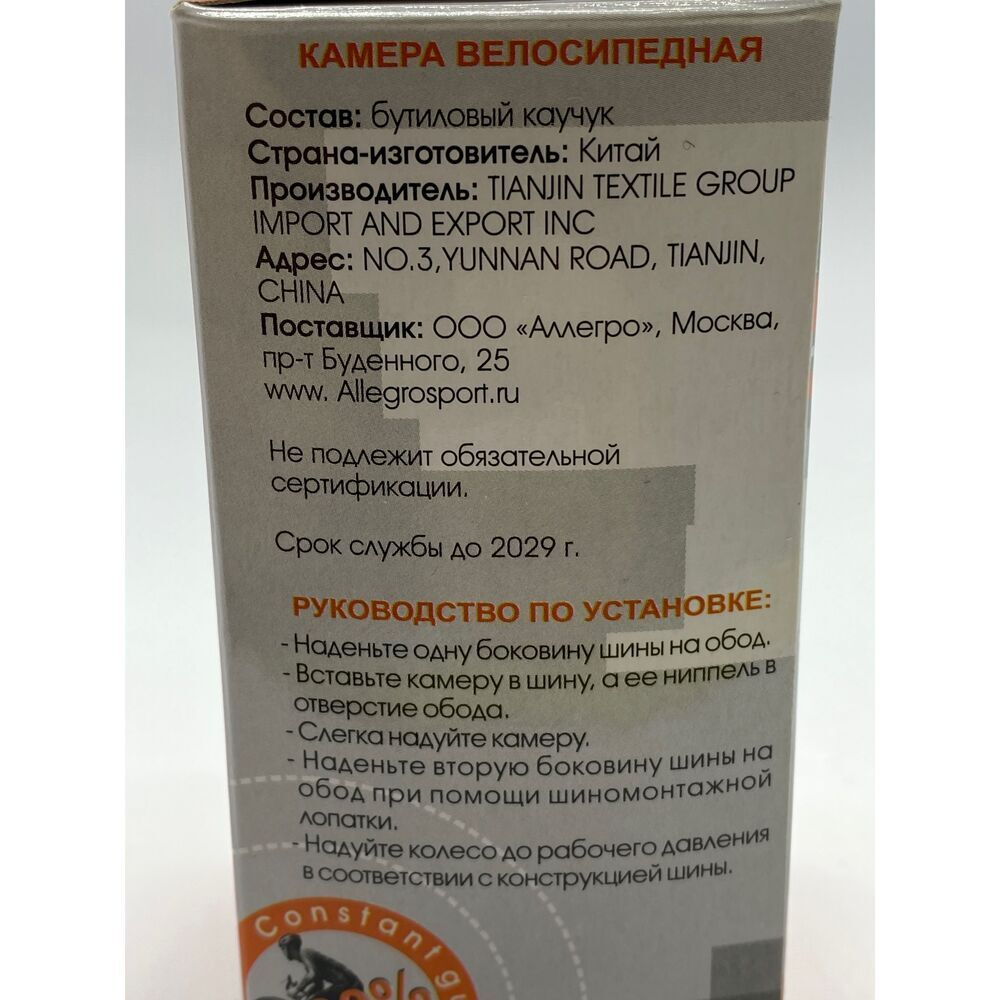 КАМЕРА ВЕЛОСИПЕДНАЯ
Состав: бутиловый каучук
Страна-изготовитель: Китай
Производитель: TIANJIN TEXTILE GROUP
IMPORT AND EXPORT INC
Адрес: NO.3,YUNNAN ROAD, TIANJIN,
CHINA
Поставщик: ООО «Аллегро», Москва,
пр-т Буденного, 25
www. Allegrosport.ru
Не подлежит обязательной
сертификации.
Срок службы до 2029 г.
РУКОВОДСТВО ПО УСТАНОВКЕ:
- Наденьте одну боковину шины на обод.
- Вставьте камеру в шину, а ее ниппель в
отверстие обода.
- Слегка надуйте камеру.
- Наденьте вторую боковину шины на
обод при помощи шиномонтажной
лопатки.
- Надуйте колесо до рабочего давления
в соответствии с конструкцией шины.
Constant